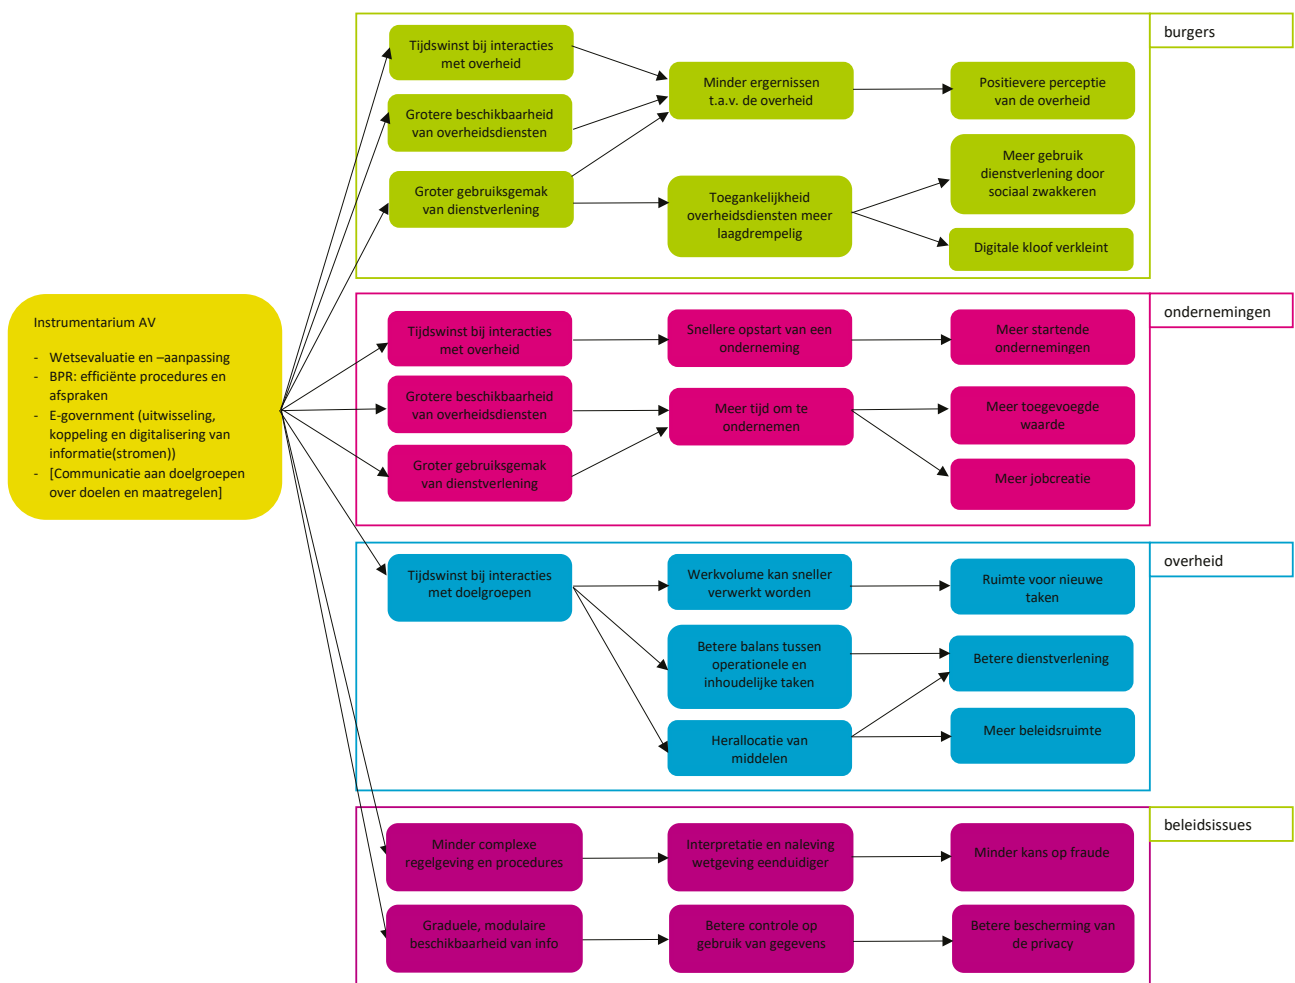 burgers
Tijdswinst bij interacties
met overheid
Minder ergernissen
t.a.v. de overheid
Positievere perceptie
van de overheid
Grotere beschikbaarheid
van overheidsdiensten
Meer gebruik
dienstverlening door
sociaal zwakkeren
Groter gebruiksgemak
van dienstverlening
Toegankelijkheid
overheidsdiensten meer
laagdrempelig
Digitale kloof verkleint
Instrumentarium AV
- Wetsevaluatie en –aanpassing
- BPR: efficiënte procedures en
afspraken
- E-government (uitwisseling,
koppeling en digitalisering van
informatie(stromen))
- [Communicatie aan doelgroepen
over doelen en maatregelen]
ondernemingen
Tijdswinst bij interacties
met overheid
Snellere opstart van een
onderneming
Meer startende
ondernemingen
Grotere beschikbaarheid
van overheidsdiensten
Meer tijd om te
ondernemen
Meer toegevoegde
waarde
Groter gebruiksgemak
van dienstverlening
Meer jobcreatie
overheid
Tijdswinst bij interacties
met doelgroepen
Werkvolume kan sneller
verwerkt worden
Ruimte voor nieuwe
taken
Betere balans tussen
operationele en
inhoudelijke taken
Betere dienstverlening
Herallocatie van
middelen
Meer beleidsruimte
beleidsissues
Minder complexe
regelgeving en procedures
Interpretatie en naleving
wetgeving eenduidiger
Minder kans op fraude
Graduele, modulaire
beschikbaarheid van info
Betere controle op
gebruik van gegevens
Betere bescherming van
de privacy